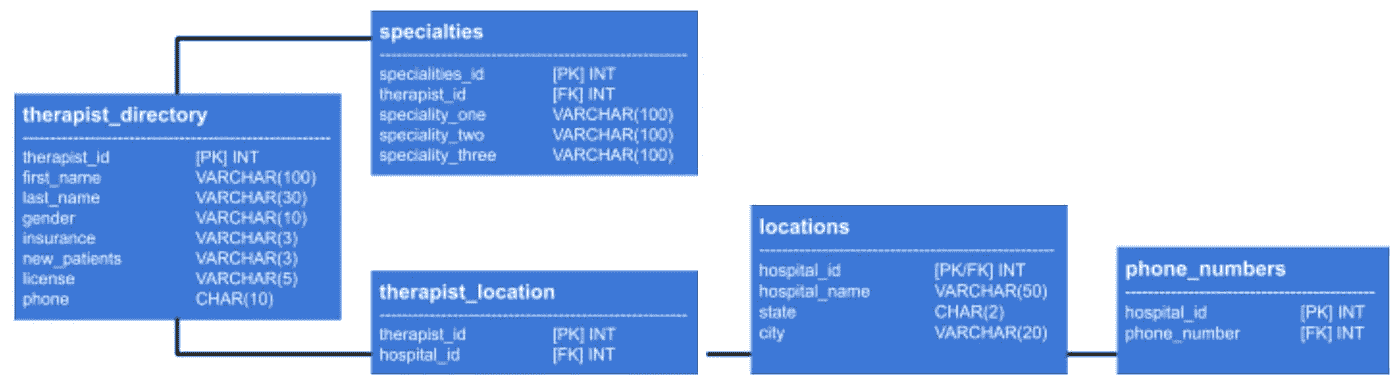 specialties
specialities_id [PK] INT
therapist_id [FK] INT
speciality_one VARCHAR(100)
speciality_two VARCHAR(100)
speciality_three VARCHAR(100)
therapist_directory
therapist_id [PK] INT
first_name VARCHAR(100)
last_name VARCHAR(30)
gender VARCHAR(10)
insurance VARCHAR(3)
new_patients VARCHAR(3)
license VARCHAR(5)
phone CHAR(10)
therapist_location
therapist_id [PK] INT
hospital_id [FK] INT
locations
hospital_id [PK/FK] INT
hospital_name VARCHAR(50)
state CHAR(2)
city VARCHAR(20)
phone_numbers
hospital_id [PK] INT
phone_number [FK] INT